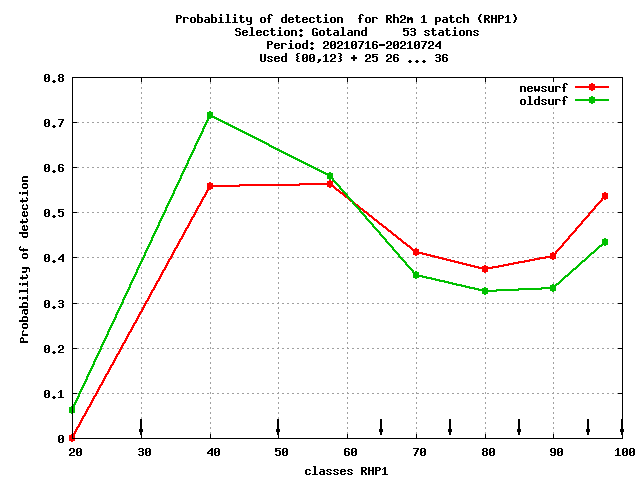 Probability of detection  for Rh2m 1 patch (RHP1)
Selection: Gotaland     53 stations
Period: 20210716-20210724
Used {00,12} + 25 26 ... 36
newsurf
oldsurf
0.8
0.7
0.6
0.5
0.4
0.3
0.2
0.1
0
Probability of detection
20 30 40 50 60 70 80 90 100
classes RHP1